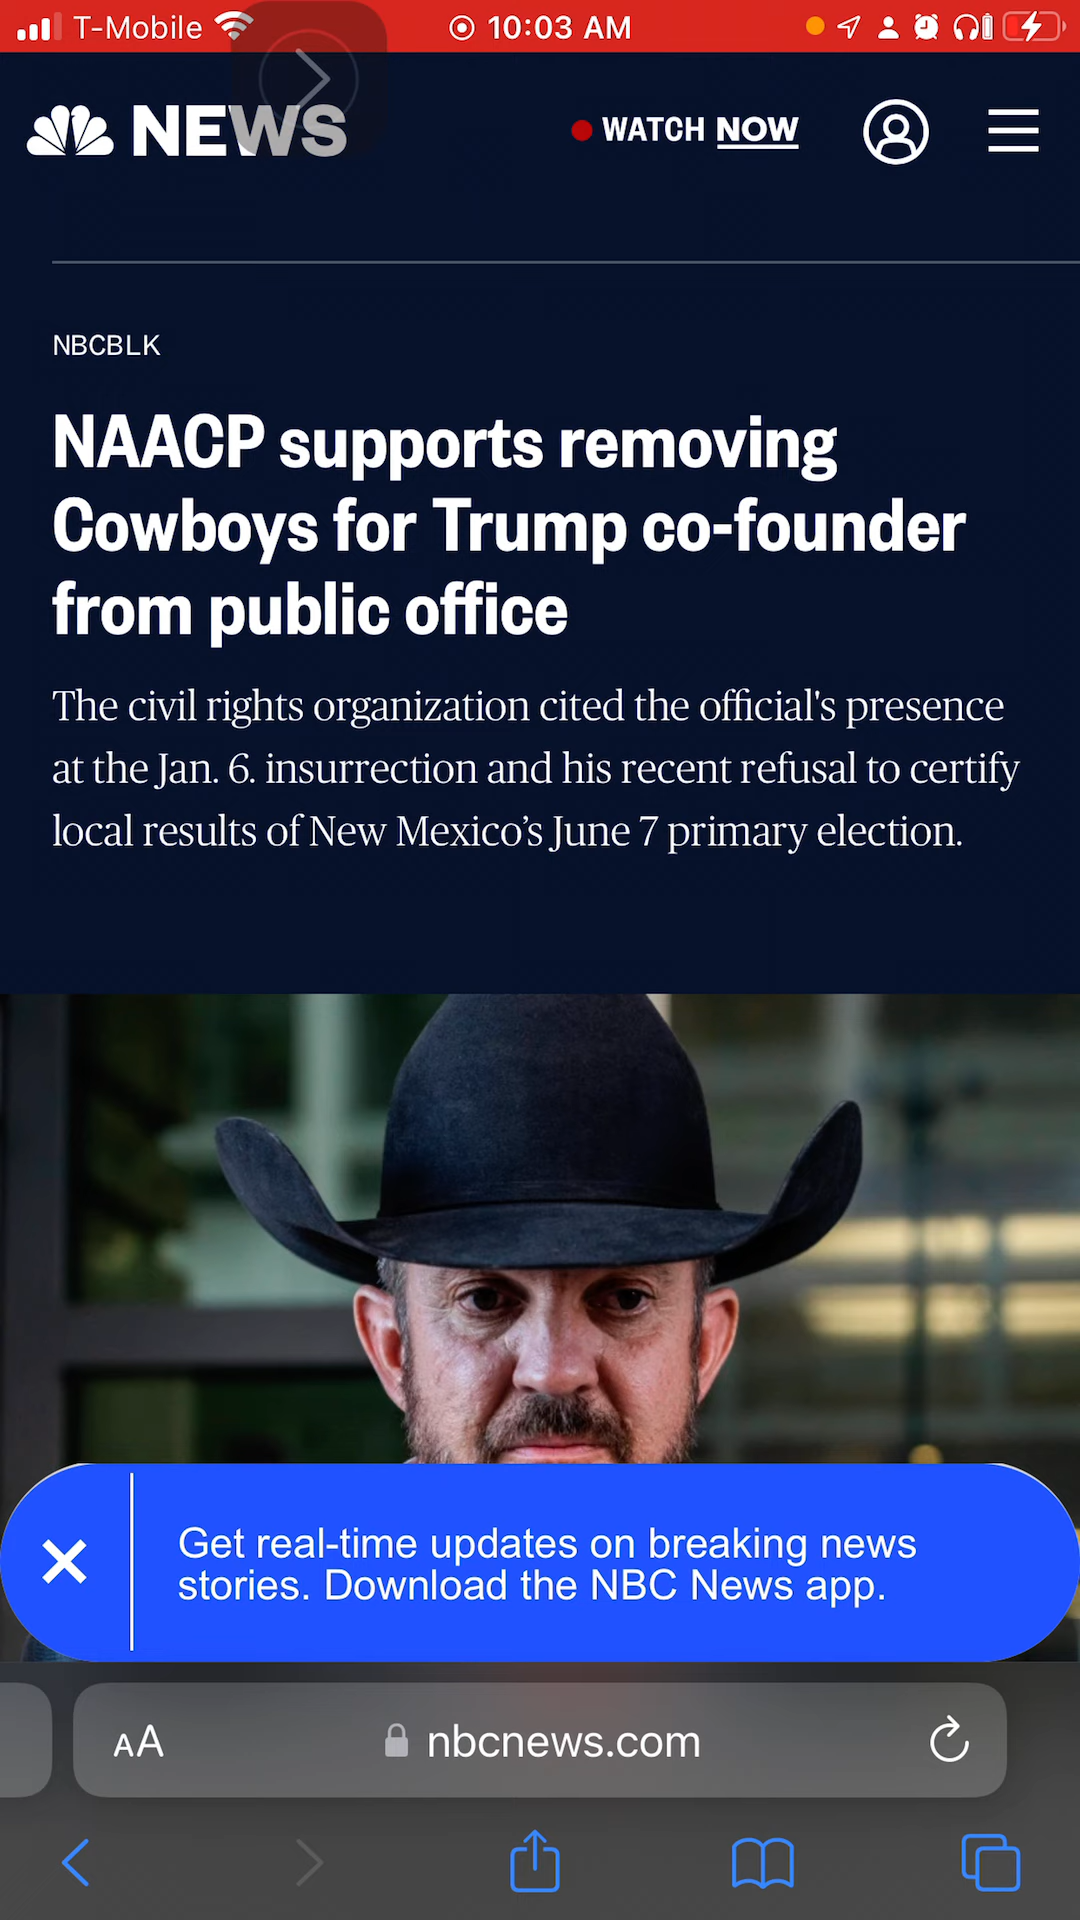 T-Mobile 10:03 AM
NEWS WATCH NOW
NBCBLK
NAACP supports removing
Cowboys for Trump co-founder
from public office
The civil rights organization cited the official's presence
at the Jan. 6. insurrection and his recent refusal to certify
local results of New Mexico’s June 7 primary election.
Get real-time updates on breaking news
stories. Download the NBC News app.
AA nbcnews.com